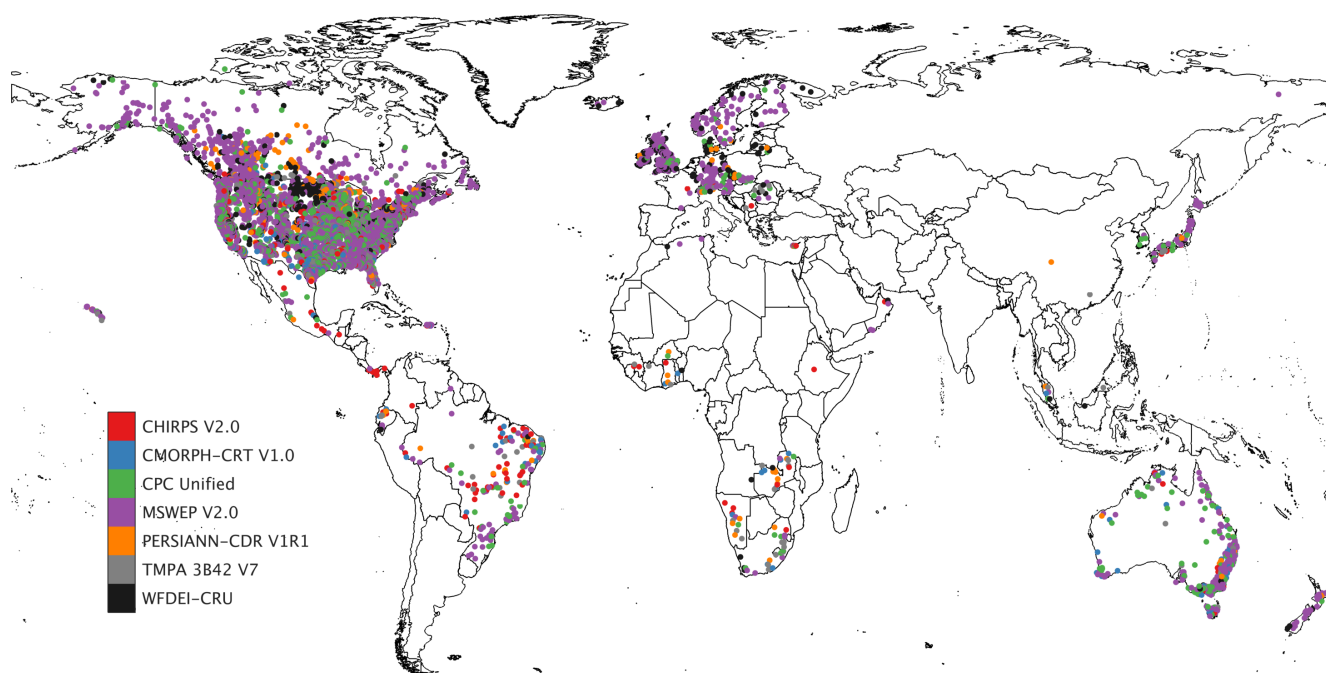 CHIRPS V2.0
CMORPH-CRT V1.0
CPC Unified
MSWEP V2.0
PERSIANN-CDR V1R1
TMPA 3B42 V7
WFDEI-CRU